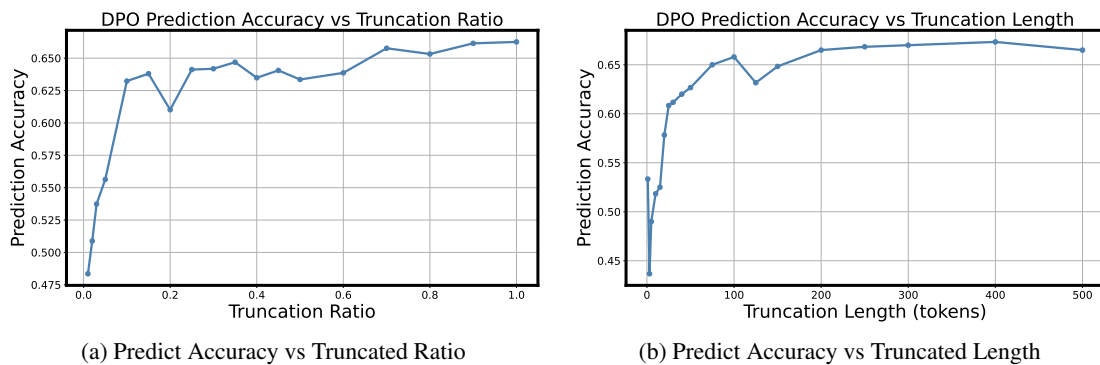 DPO Prediction Accuracy vs Truncation Ratio
0.650
0.625
0.600
0.575
0.550
0.525
0.500
0.475
Prediction Accuracy
0.0 0.2 0.4 0.6 0.8 1.0
Truncation Ratio
(a) Predict Accuracy vs Truncated Ratio
DPO Prediction Accuracy vs Truncation Length
0.65
0.60
0.55
0.50
0.45
Prediction Accuracy
0 100 200 300 400 500
Truncation Length (tokens)
(b) Predict Accuracy vs Truncated Length